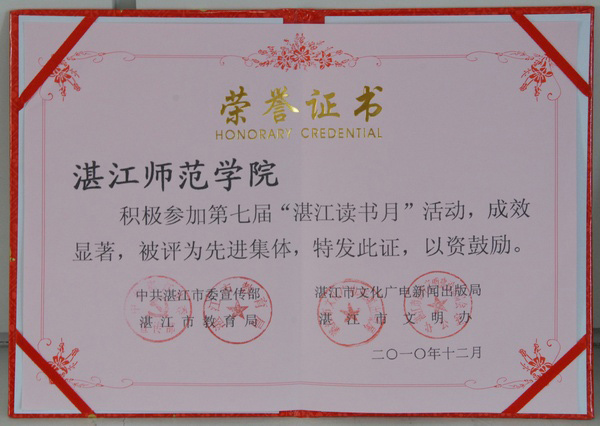 荣誉证书
HONORARY CREDENTIAL
湛江师范学院
积极参加第七届“湛江读书月”活动，成效
显著，被评为先进集体，特发此证，以资鼓励。
中共湛江市委宣传部
湛江市教育局
湛江市文化广电新闻出版局
湛江市文明办
二〇一〇年十二月